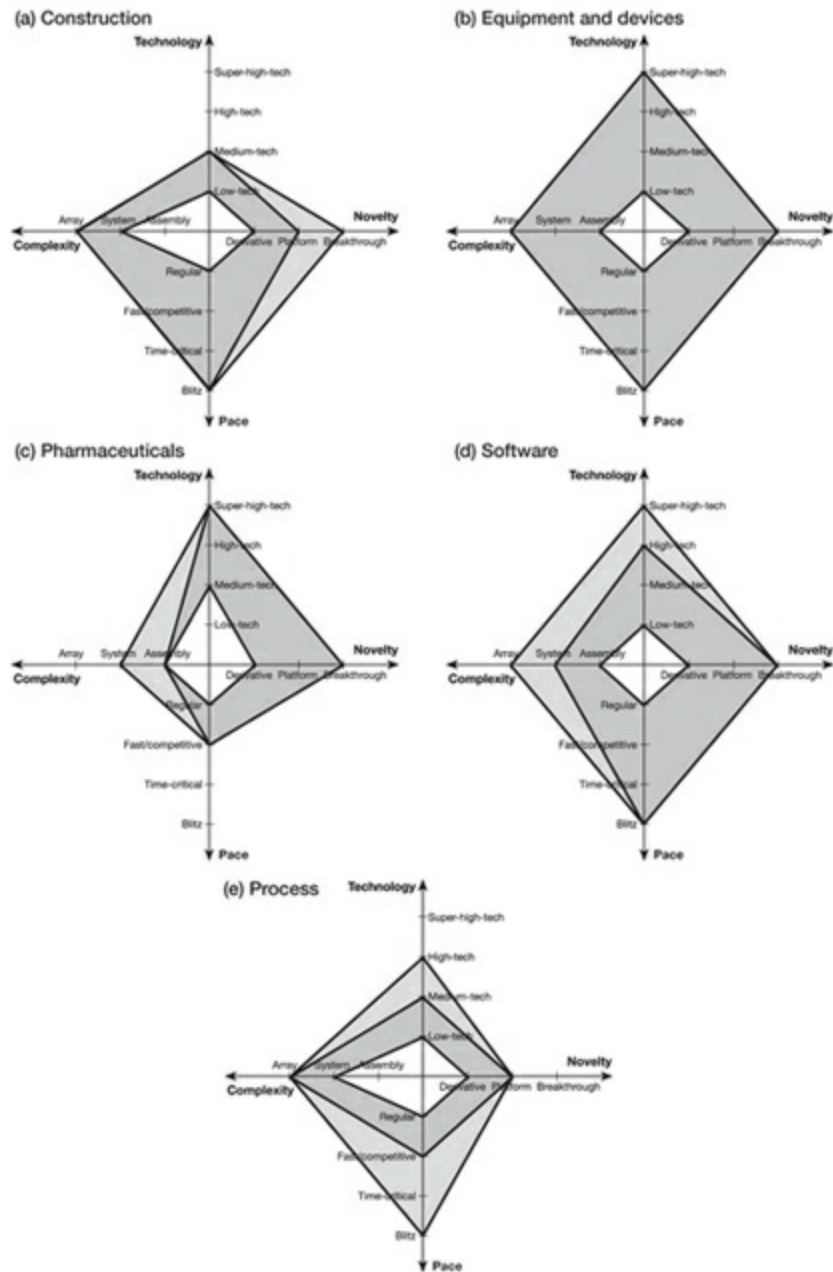 (a) Construction
Technology
Super-high-tech
High-tech
Medium-tech
Low-tech
Array
System
Assembly
Novelty
Complexity
Derivative
Platform
Breakthrough
Regular
Fast/competitive
Time-critical
Blitz
Pace
(b) Equipment and devices
Technology
Super-high-tech
High-tech
Medium-tech
Low-tech
Array
System
Assembly
Novelty
Complexity
Derivative
Platform
Breakthrough
Regular
Fast/competitive
Time-critical
Blitz
Pace
(c) Pharmaceuticals
Technology
Super-high-tech
High-tech
Medium-tech
Low-tech
Array
System
Assembly
Novelty
Complexity
Derivative
Platform
Breakthrough
Regular
Fast/competitive
Time-critical
Blitz
Pace
(d) Software
Technology
Super-high-tech
High-tech
Medium-tech
Low-tech
Array
System
Assembly
Novelty
Complexity
Derivative
Platform
Breakthrough
Regular
Fast/competitive
Time-critical
Blitz
Pace
(e) Process
Technology
Super-high-tech
High-tech
Medium-tech
Low-tech
Array
System
Assembly
Novelty
Complexity
Derivative
Platform
Breakthrough
Regular
Fast/competitive
Time-critical
Blitz
Pace